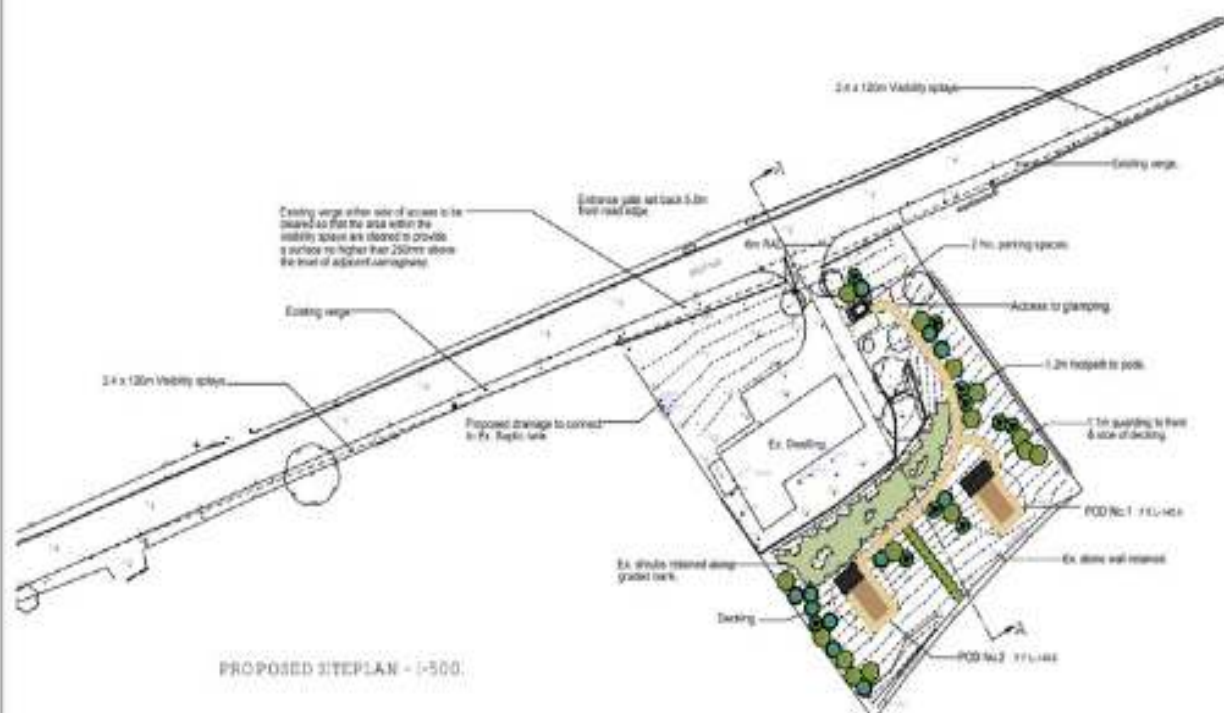 2.4 x 120m Visibility splays.
Existing verge.
Entrance gate set back 5.0m
from road edge.
Existing verge either side of access to be
cleared so that the area within the
visibility splays are cleared to provide
a surface no higher than 250mm above
the level of adjacent carriageway.
6m RAD.
2 No. parking spaces.
Existing verge.
Access to glamping.
2.4 x 120m Visibility splays.
1.2m footpath to pods.
Proposed drainage to connect
to Ex. Septic tank.
Ex. Dwelling.
1.1m guarding to front
& side of decking.
POD No.1
Ex. stone wall retained.
Ex. shrubs retained along
graded bank.
Decking.
A
POD No.2
PROPOSED SITEPLAN - 1-500.